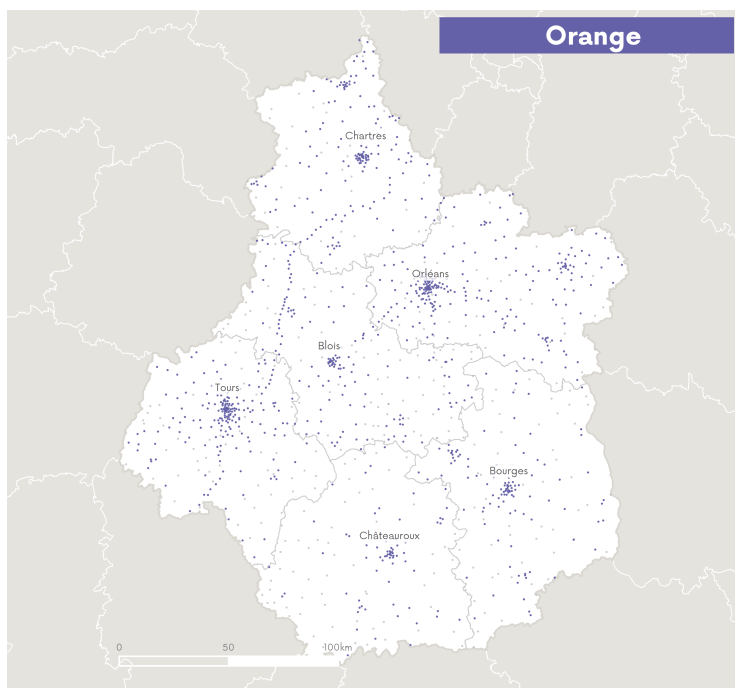 Orange
Chartres
Orléans
Blois
Tours
Bourges
Châteauroux
0 50 100km